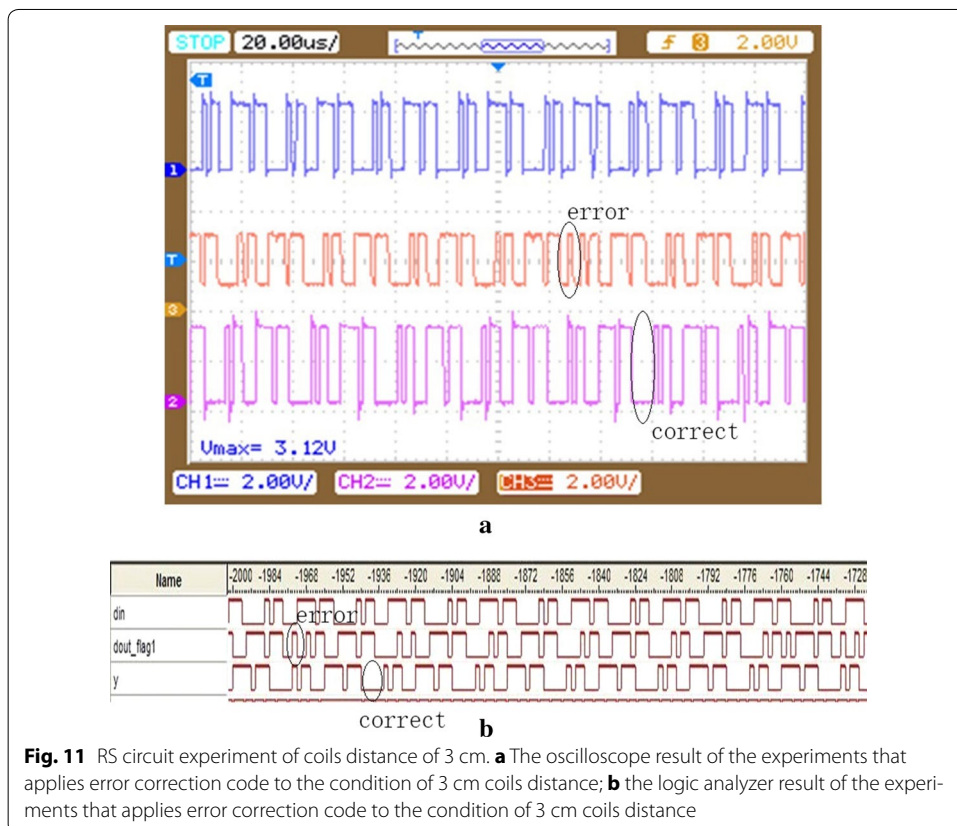 STOP 20.00us/ T ƒ 3 2.00V
T
1
error
T
3
2
correct
Vmax= 3.12V
CH1 2.00V/ CH2 2.00V/ CH3 2.00V/
a
Name -2000 -1984 -1968 -1952 -1936 -1920 -1904 -1888 -1872 -1856 -1840 -1824 -1808 -1792 -1776 -1760 -1744 -1728
din
error
dout_flag1
y
correct
b
Fig. 11 RS circuit experiment of coils distance of 3 cm. a The oscilloscope result of the experiments that
applies error correction code to the condition of 3 cm coils distance; b the logic analyzer result of the experi-
ments that applies error correction code to the condition of 3 cm coils distance